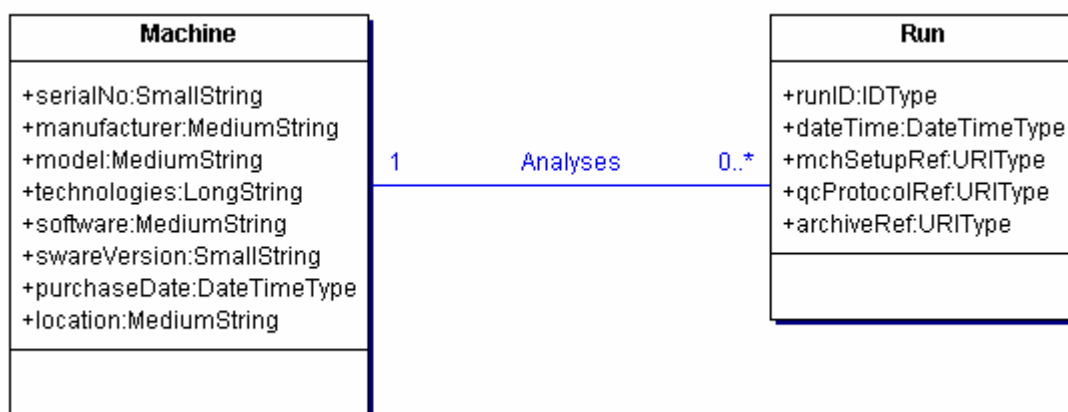 Machine
+serialNo:SmallString
+manufacturer:MediumString
+model:MediumString
+technologies:LongString
+software:MediumString
+swareVersion:SmallString
+purchaseDate:DateTimeType
+location:MediumString
1 Analyses 0..*
Run
+runID:IDType
+dateTime:DateTimeType
+mchSetupRef:URIType
+qcProtocolRef:URIType
+archiveRef:URIType